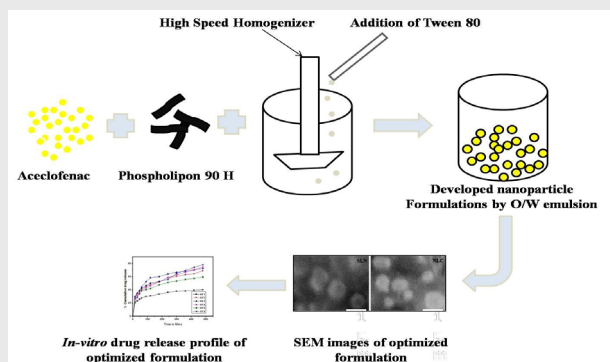 High Speed Homogenizer
Addition of Tween 80
Aceclofenac
Phospholipon 90 H
Developed nanoparticle
Formulations by O/W emulsion
SLN
NLC
In-vitro drug release profile of
optimized formulation
SEM images of optimized
formulation